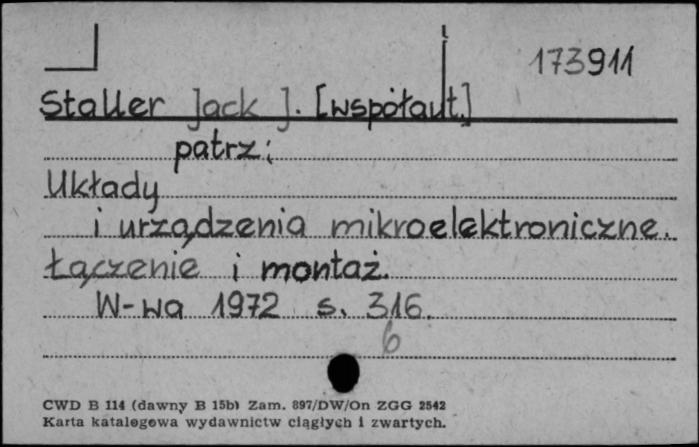 173911
Staller Jack J. [współaut.]
patrz:
Układy
i urządzenia mikroelektroniczne.
Łączenie i montaż.
W-wa 1972 s. 316.
6
CWD B 114 (dawny B 15b) Zam. 897/DW/On ZGG 2542
Karta katalogowa wydawnictw ciągłych i zwartych.